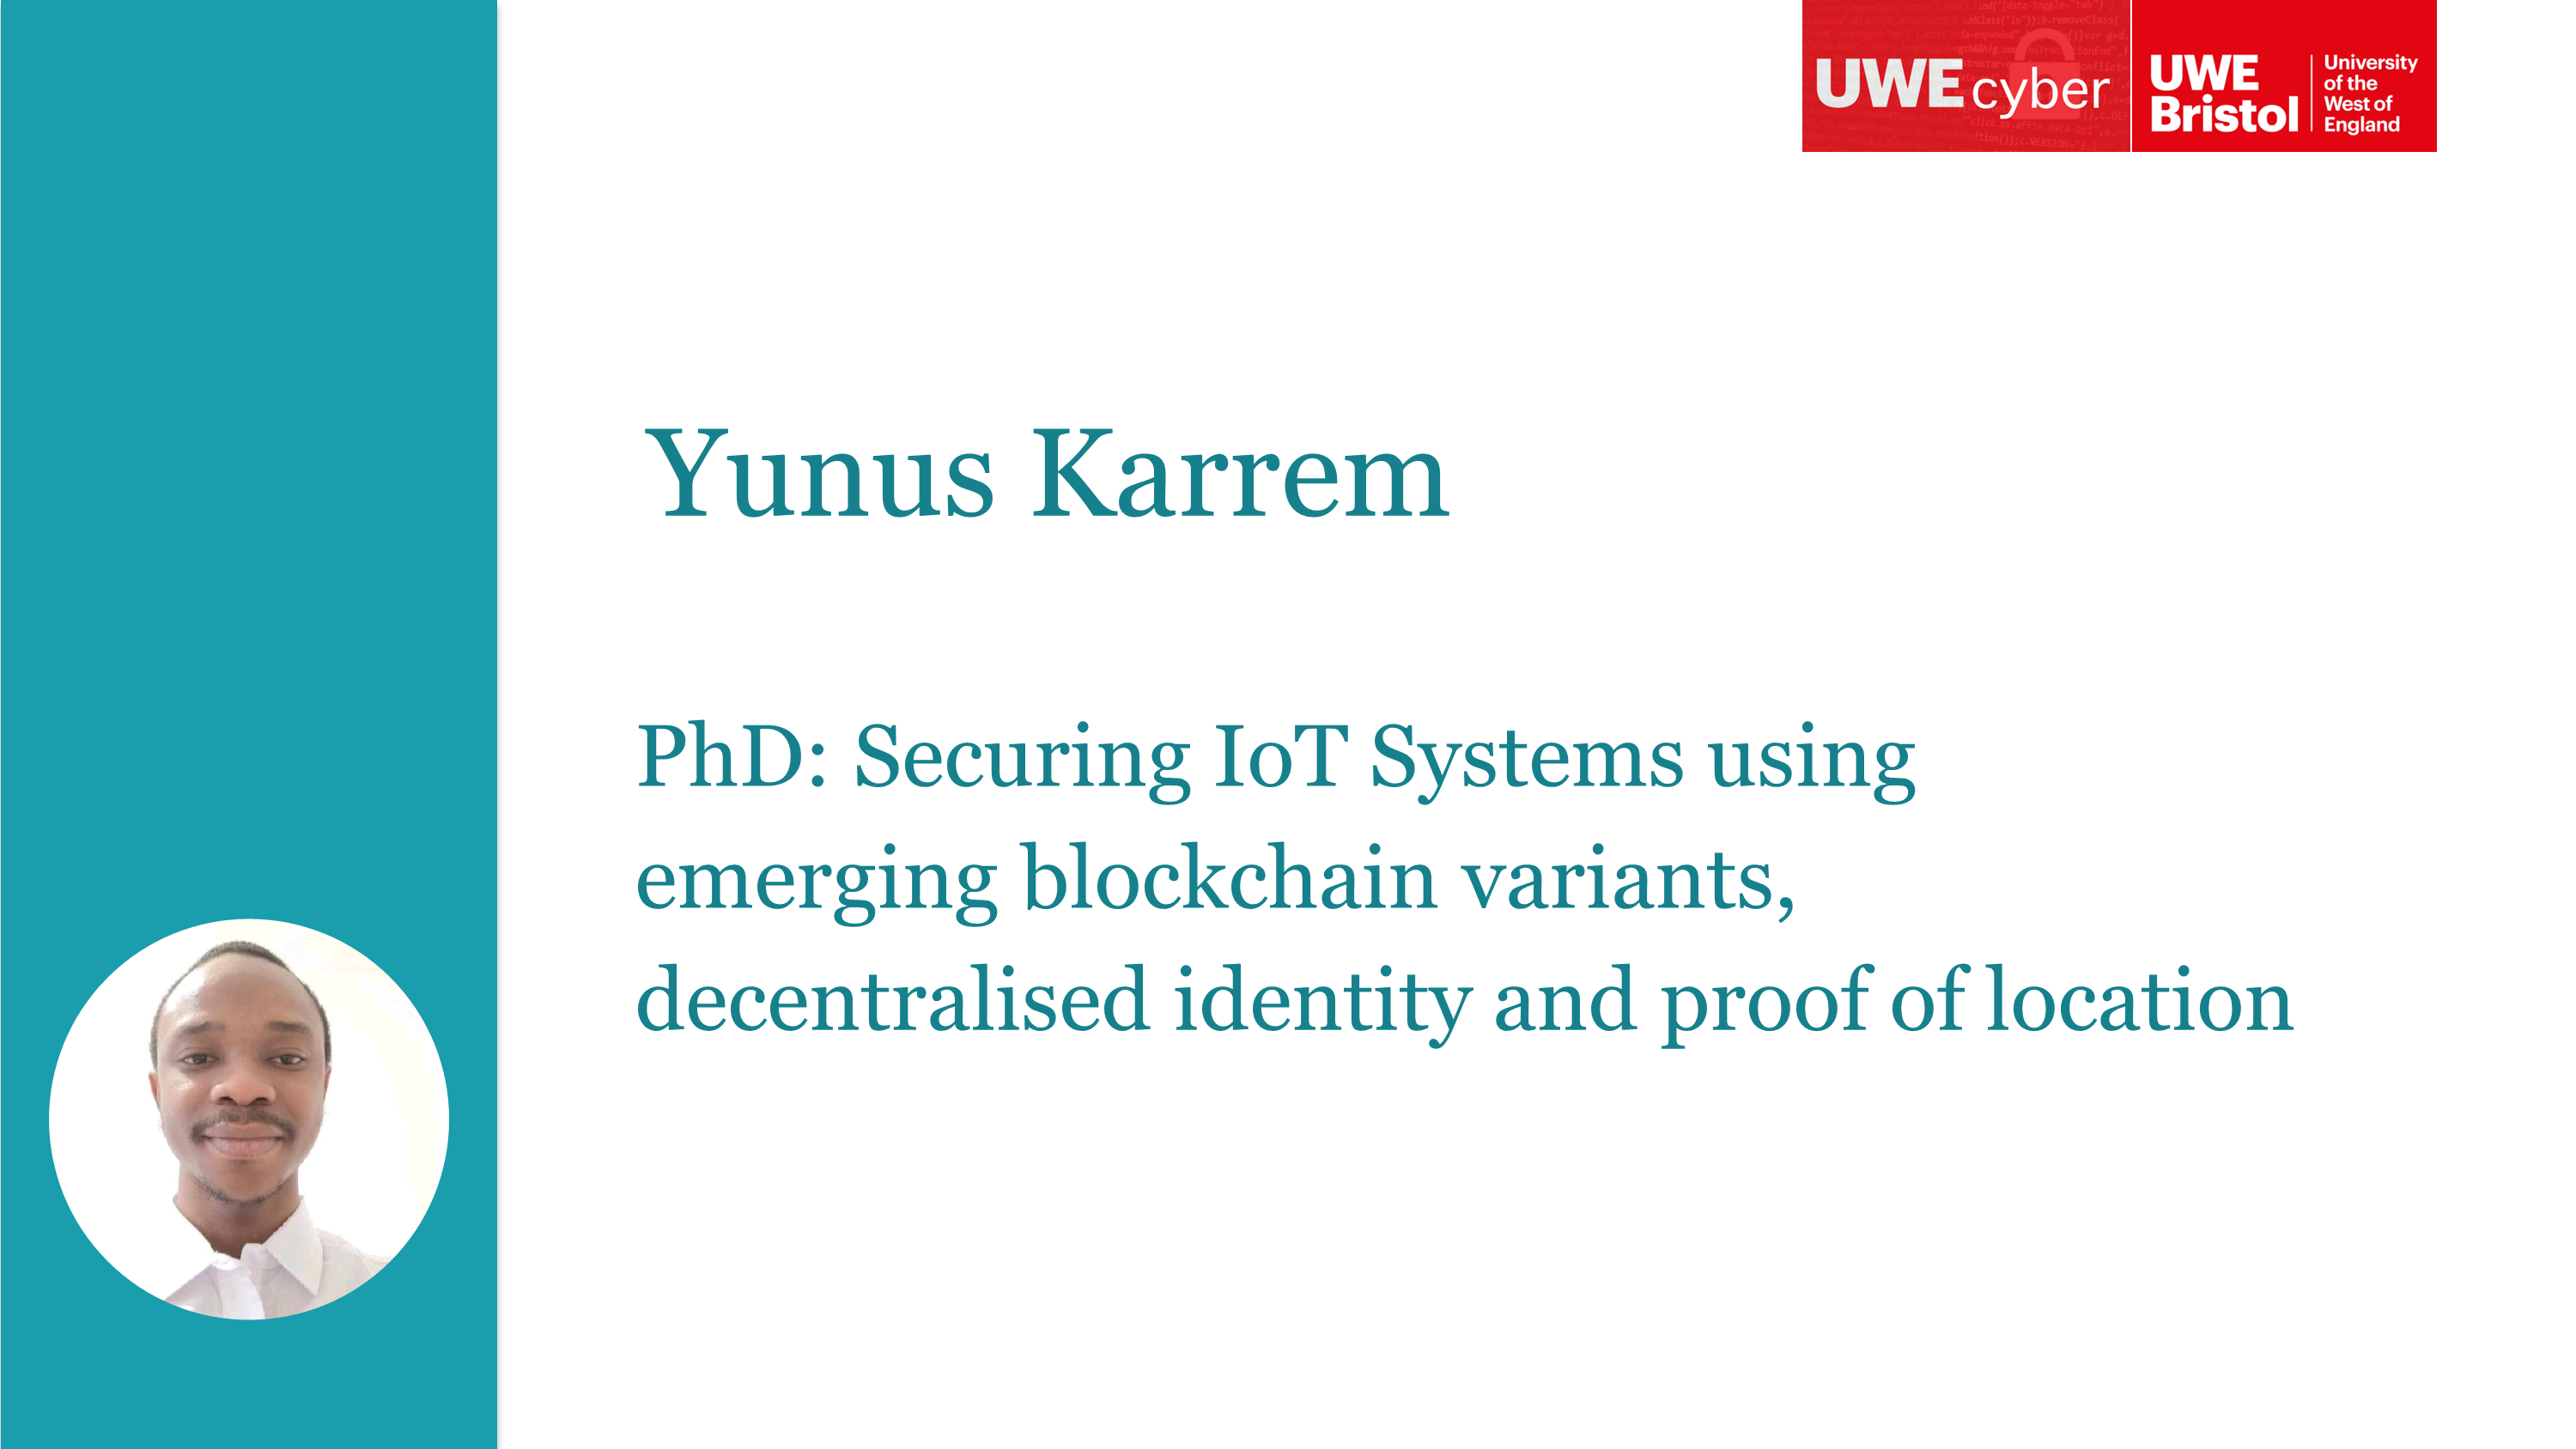 UWE cyber
UWE
Bristol
University
of the
West of
England
Yunus Karrem
PhD: Securing IoT Systems using
emerging blockchain variants,
decentralised identity and proof of location